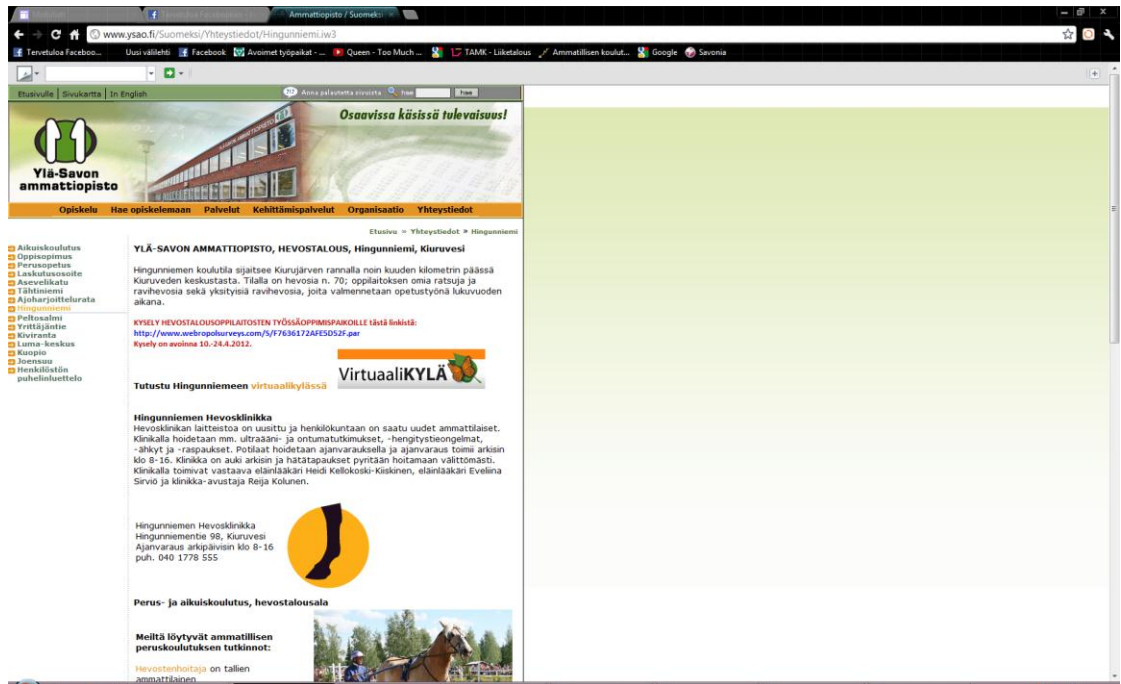 Ammattiopisto / Suomeksi
www.ysao.fi/Suomeksi/Yhteystiedot/Hingunniemi.iw3
Tervetuloa Faceboo... Uusi välilehti Facebook Avoimet työpaikat - ... Queen - Too Much ... TAMK - Liiketalous Ammatillisen koulut... Google Savonia
Etusivulle | Sivukartta | In English Anna palautetta sivuista Hae Hae
Osaavissa käsissä tulevaisuus!
Ylä-Savon
ammattiopisto
Opiskelu Hae opiskelemaan Palvelut Kehittämispalvelut Organisaatio Yhteystiedot
Etusivu » Yhteystiedot » Hingunniemi
Aikuiskoulutus
Oppisopimus
Perusopetus
Laskutusosoite
Asevelikatu
Tähtiniemi
Ajoharjoittelurata
Hingunniemi
Peltosalmi
Yrittäjäntie
Kiviranta
Luma-keskus
Kuopio
Joensuu
Henkilöstön
puhelinluettelo
YLÄ-SAVON AMMATTIOPISTO, HEVOSTALOUS, Hingunniemi, Kiuruvesi
Hingunniemen koulutila sijaitsee Kiurujärven rannalla noin kuuden kilometrin päässä
Kiuruveden keskustasta. Tilalla on hevosia n. 70; oppilaitoksen omia ratsuja ja
ravihevosia sekä yksityisiä ravihevosia, joita valmennetaan opetustyönä lukuvuoden
aikana.
KYSELY HEVOSTALOUSOPPILAITOSTEN TYÖSSÄOPPIMISPAIKOILLE tästä linkistä:
http://www.webropolsurveys.com/S/F7636172AFE5D52F.par
Kysely on avoinna 10.-24.4.2012.
VirtuaaliKYLÄ
Tutustu Hingunniemeen virtuaalikylässä
Hingunniemen Hevosklinikka
Hevosklinikan laitteistoa on uusittu ja henkilökuntaan on saatu uudet ammattilaiset.
Klinikalla hoidetaan mm. ultraääni- ja ontumatutkimukset, -hengitystieongelmat,
-ähkyt ja -raspaukset. Potilaat hoidetaan ajanvarauksella ja ajanvaraus toimii arkisin
klo 8-16. Klinikka on auki arkisin ja hätätapaukset pyritään hoitamaan välittömästi.
Klinikalla toimivat vastaava eläinlääkäri Heidi Kellokoski-Kiiskinen, eläinlääkäri Eveliina
Sirviö ja klinikka-avustaja Reija Kolunen.
Hingunniemen Hevosklinikka
Hingunniementie 98, Kiuruvesi
Ajanvaraus arkipäivisin klo 8-16
puh. 040 1778 555
Perus- ja aikuiskoulutus, hevostalousala
Meiltä löytyvät ammatillisen
peruskoulutuksen tutkinnot:
Hevostenhoitaja on tallien
ammattilainen